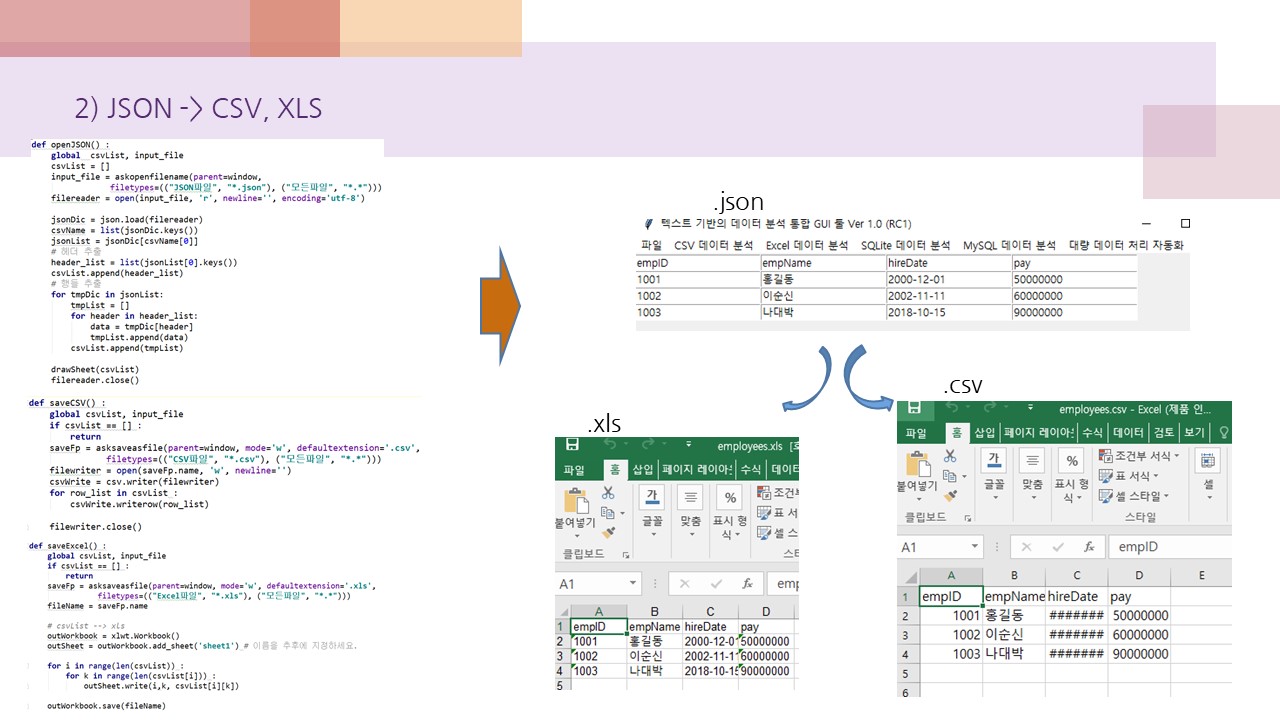 2) JSON -> CSV, XLS
def openJSON() :
    global  csvList, input_file
    csvList = []
    input_file = askopenfilename(parent=window,
                filetypes=(("JSON파일", "*.json"), ("모든파일", "*.*")))
    filereader = open(input_file, 'r', newline='', encoding='utf-8')
    jsonDic = json.load(filereader)
    csvName = list(jsonDic.keys())
    jsonList = jsonDic[csvName[0]]
    # 헤더 추출
    header_list = list(jsonList[0].keys())
    csvList.append(header_list)
    # 행들 추출
    for tmpDic in jsonList:
        tmpList = []
        for header in header_list:
            data = tmpDic[header]
            tmpList.append(data)
        csvList.append(tmpList)
    drawSheet(csvList)
    filereader.close()
def saveCSV() :
    global csvList, input_file
    if csvList == [] :
        return
    saveFp = asksaveasfile(parent=window, mode='w', defaultextension='.csv',
                filetypes=(("CSV파일", "*.csv"), ("모든파일", "*.*")))
    filewriter = open(saveFp.name, 'w', newline='')
    csvWrite = csv.writer(filewriter)
    for row_list in csvList :
        csvWrite.writerow(row_list)
    filewriter.close()
def saveExcel() :
    global csvList, input_file
    if csvList == [] :
        return
    saveFp = asksaveasfile(parent=window, mode='w', defaultextension='.xls',
                filetypes=(("Excel파일", "*.xls"), ("모든파일", "*.*")))
    fileName = saveFp.name
    # csvList --> xls
    outWorkbook = xlwt.Workbook()
    outSheet = outWorkbook.add_sheet('sheet1') # 이름을 추후에 지정하세요.
    for i in range(len(csvList)) :
        for k in range(len(csvList[i])) :
            outSheet.write(i,k, csvList[i][k])
    outWorkbook.save(fileName)
.json
텍스트 기반의 데이터 분석 통합 GUI 툴 Ver 1.0 (RC1)
파일 CSV 데이터 분석 Excel 데이터 분석 SQLite 데이터 분석 MySQL 데이터 분석 대량 데이터 처리 자동화
empID empName hireDate pay
1001 홍길동 2000-12-01 50000000
1002 이순신 2002-11-11 60000000
1003 나대박 2018-10-15 90000000
.xls
employees.xls [호
파일 홈 삽입 페이지 레이아웃 수식 데이터
붙여넣기 글꼴 맞춤 표시 형식 조건부
표 서
셀 스
클립보드 스타
A1 fx emp
A B C D
1 empID empName hireDate pay
2 1001 홍길동 2000-12-01 50000000
3 1002 이순신 2002-11-11 60000000
4 1003 나대박 2018-10-15 90000000
5
.csv
employees.csv - Excel (제품 인...
파일 홈 삽입 페이지 레이아웃 수식 데이터 검토 보기
붙여넣기 글꼴 맞춤 표시 형식 조건부 서식 셀
표 서식
셀 스타일
클립보드 스타일
A1 fx empID
A B C D E
1 empID empName hireDate pay
2 1001 홍길동 ####### 50000000
3 1002 이순신 ####### 60000000
4 1003 나대박 ####### 90000000
5
6